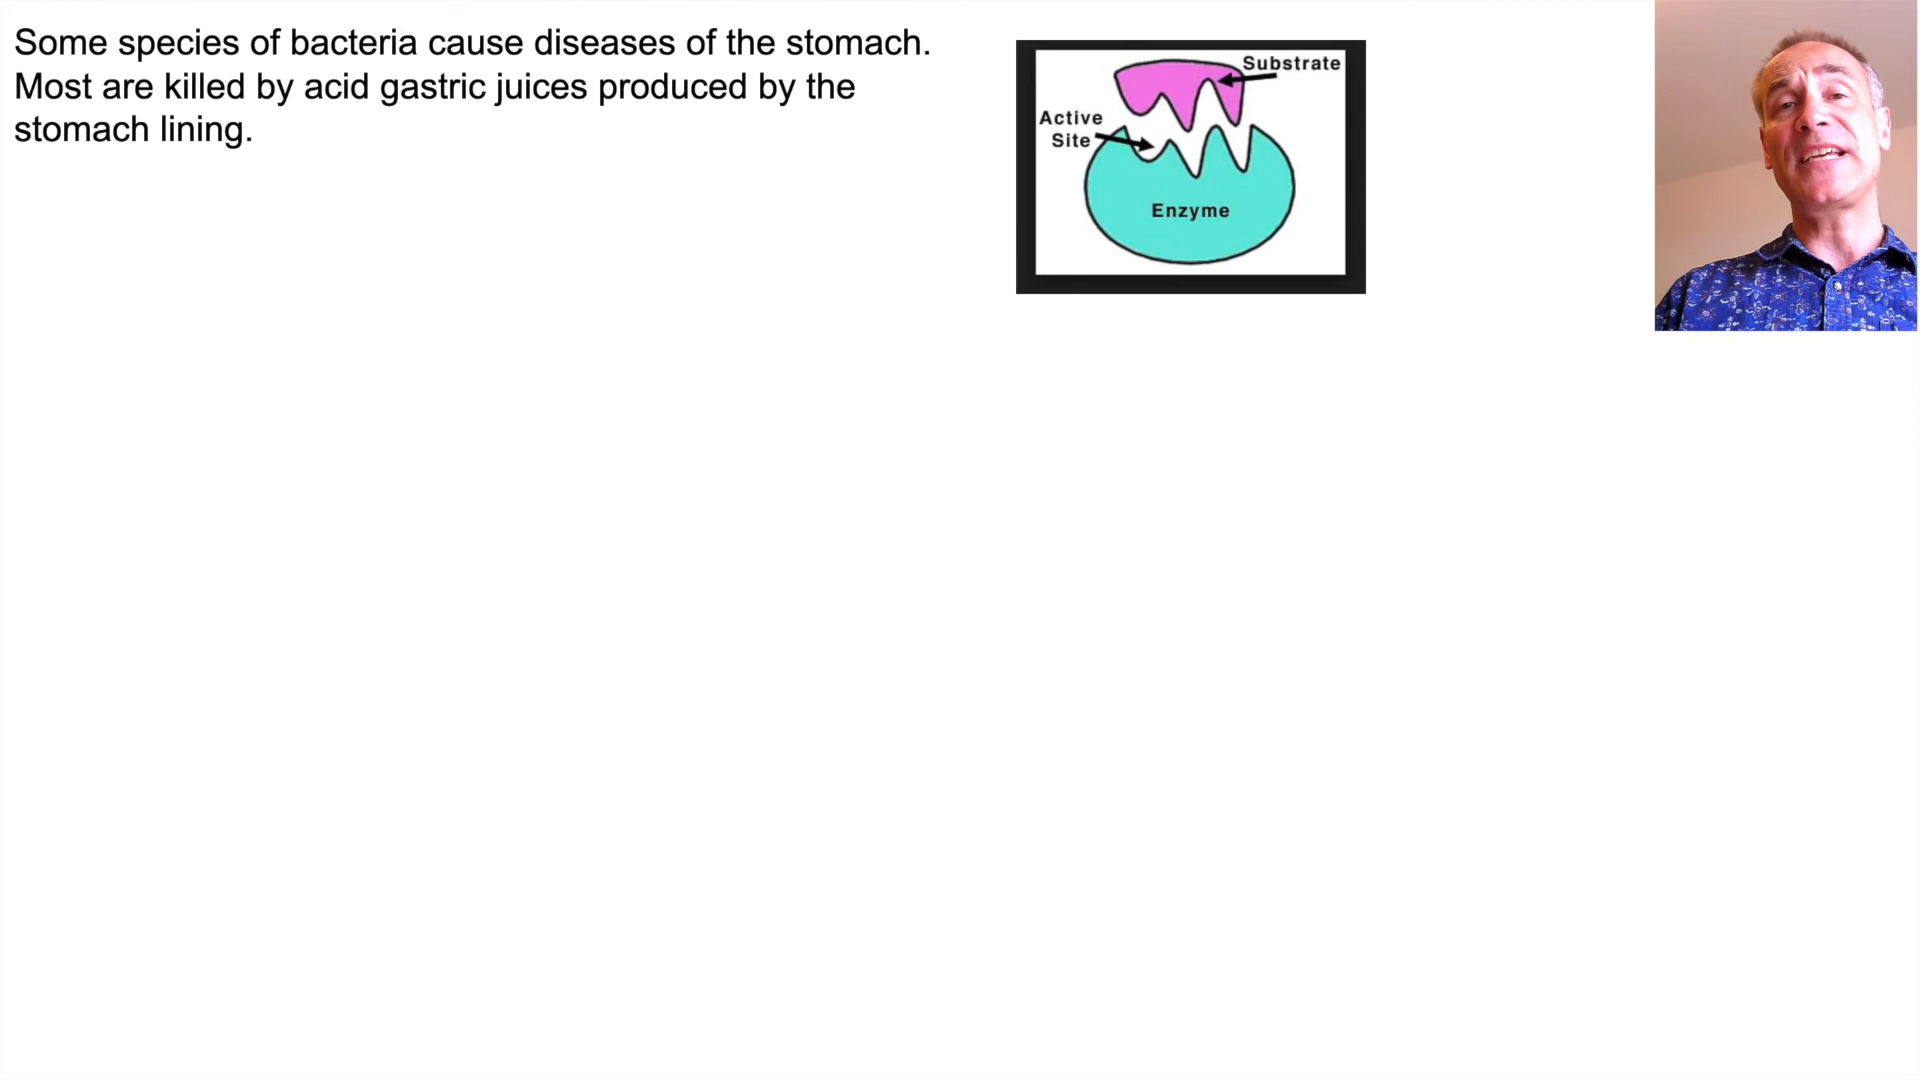 Some species of bacteria cause diseases of the stomach.
Most are killed by acid gastric juices produced by the
stomach lining.
Substrate
Active
Site
Enzyme